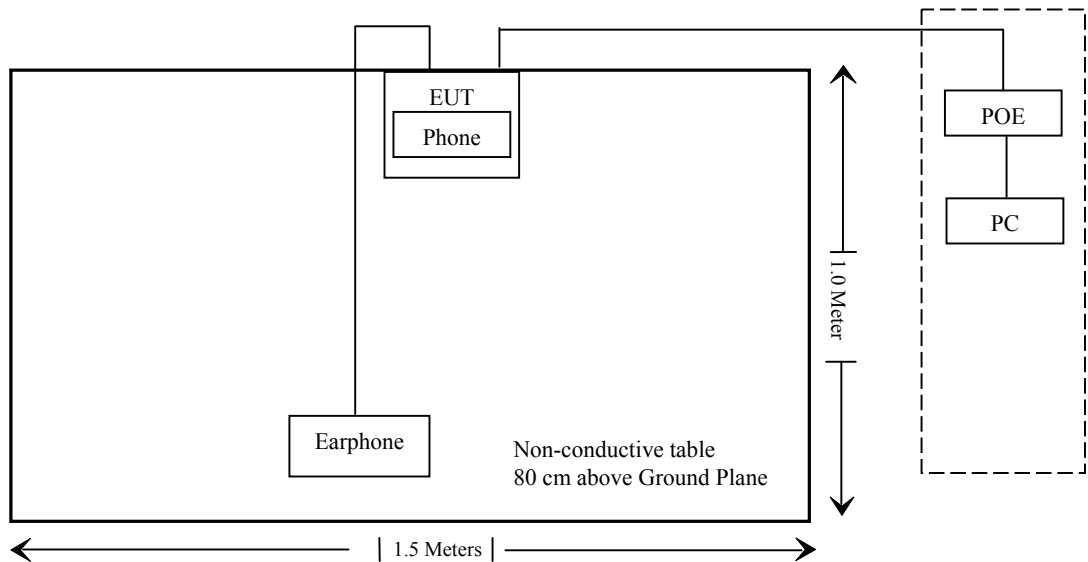 EUT
Phone
POE
PC
1.0 Meter
Earphone
Non-conductive table
80 cm above Ground Plane
1.5 Meters